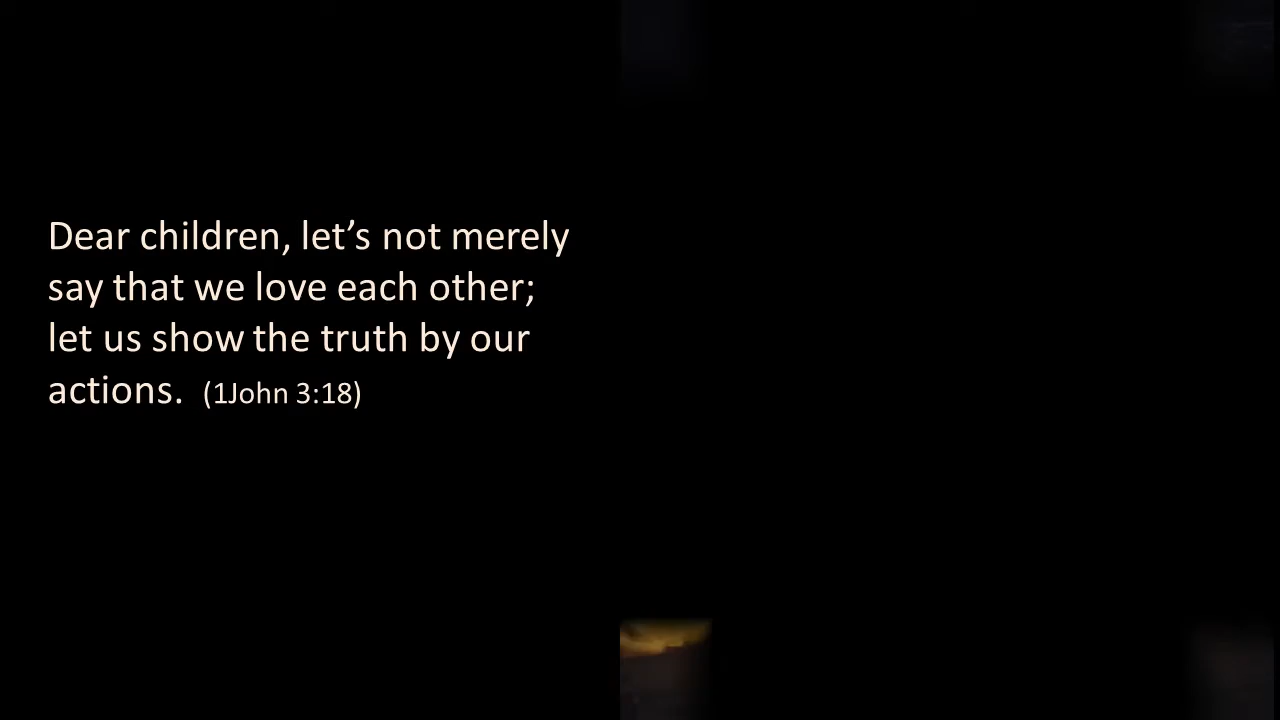 Dear children, let’s not merely
say that we love each other;
let us show the truth by our
actions. (1John 3:18)